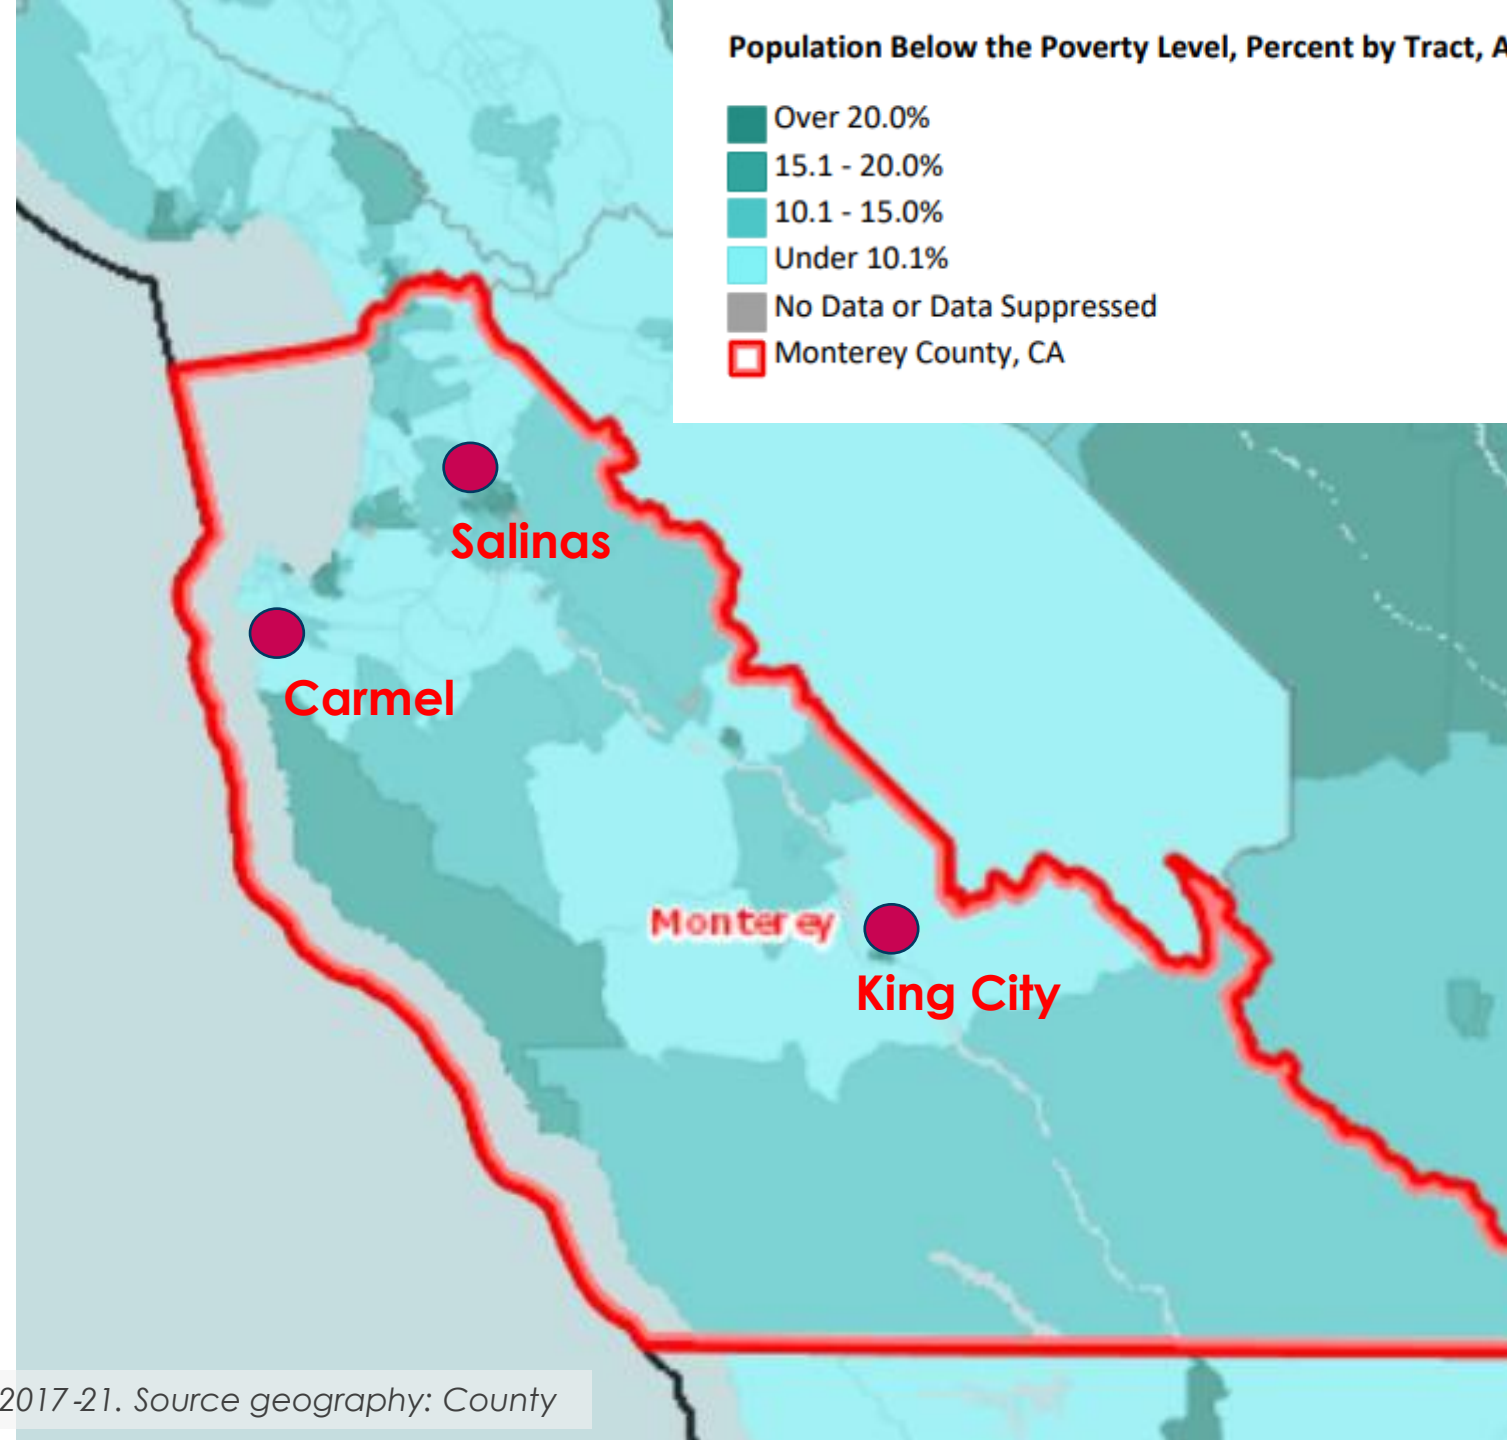 Population Below the Poverty Level, Percent by Tract, A
Over 20.0%
15.1 - 20.0%
10.1 - 15.0%
Under 10.1%
No Data or Data Suppressed
Monterey County, CA
Salinas
Carmel
Monterey
King City
2017-21. Source geography: County